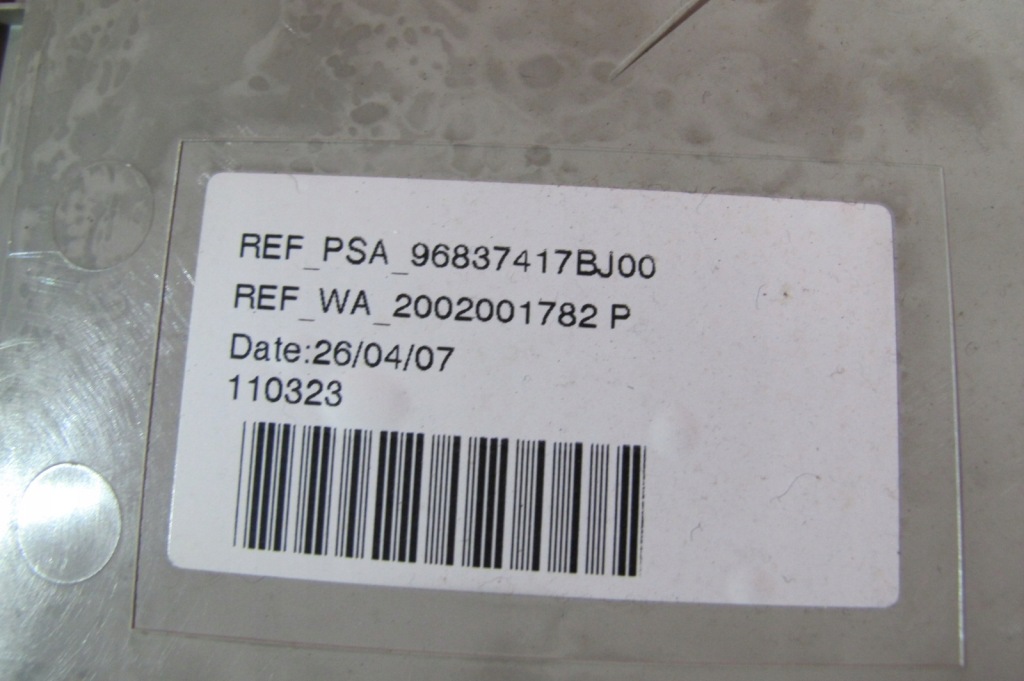 REF_PSA_96837417BJ00
REF_WA_2002001782 P
Date:26/04/07
110323